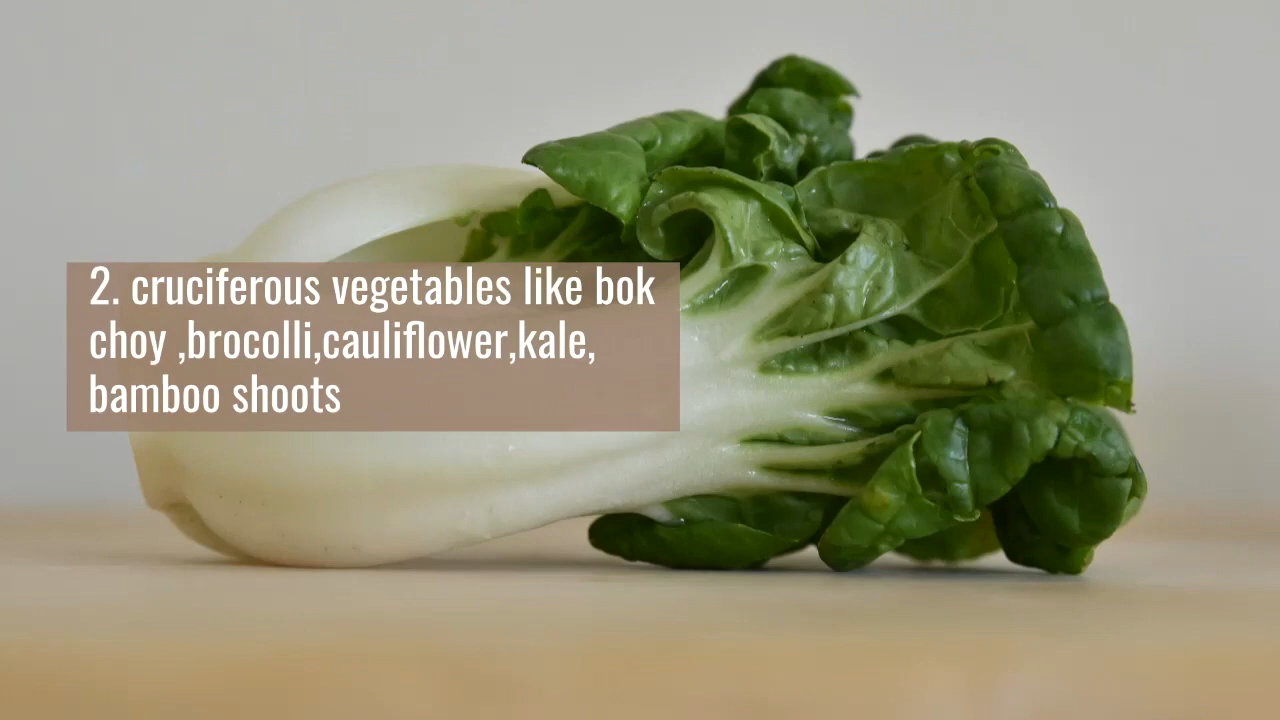 2. cruciferous vegetables like bok
choy ,brocolli,cauliflower,kale,
bamboo shoots